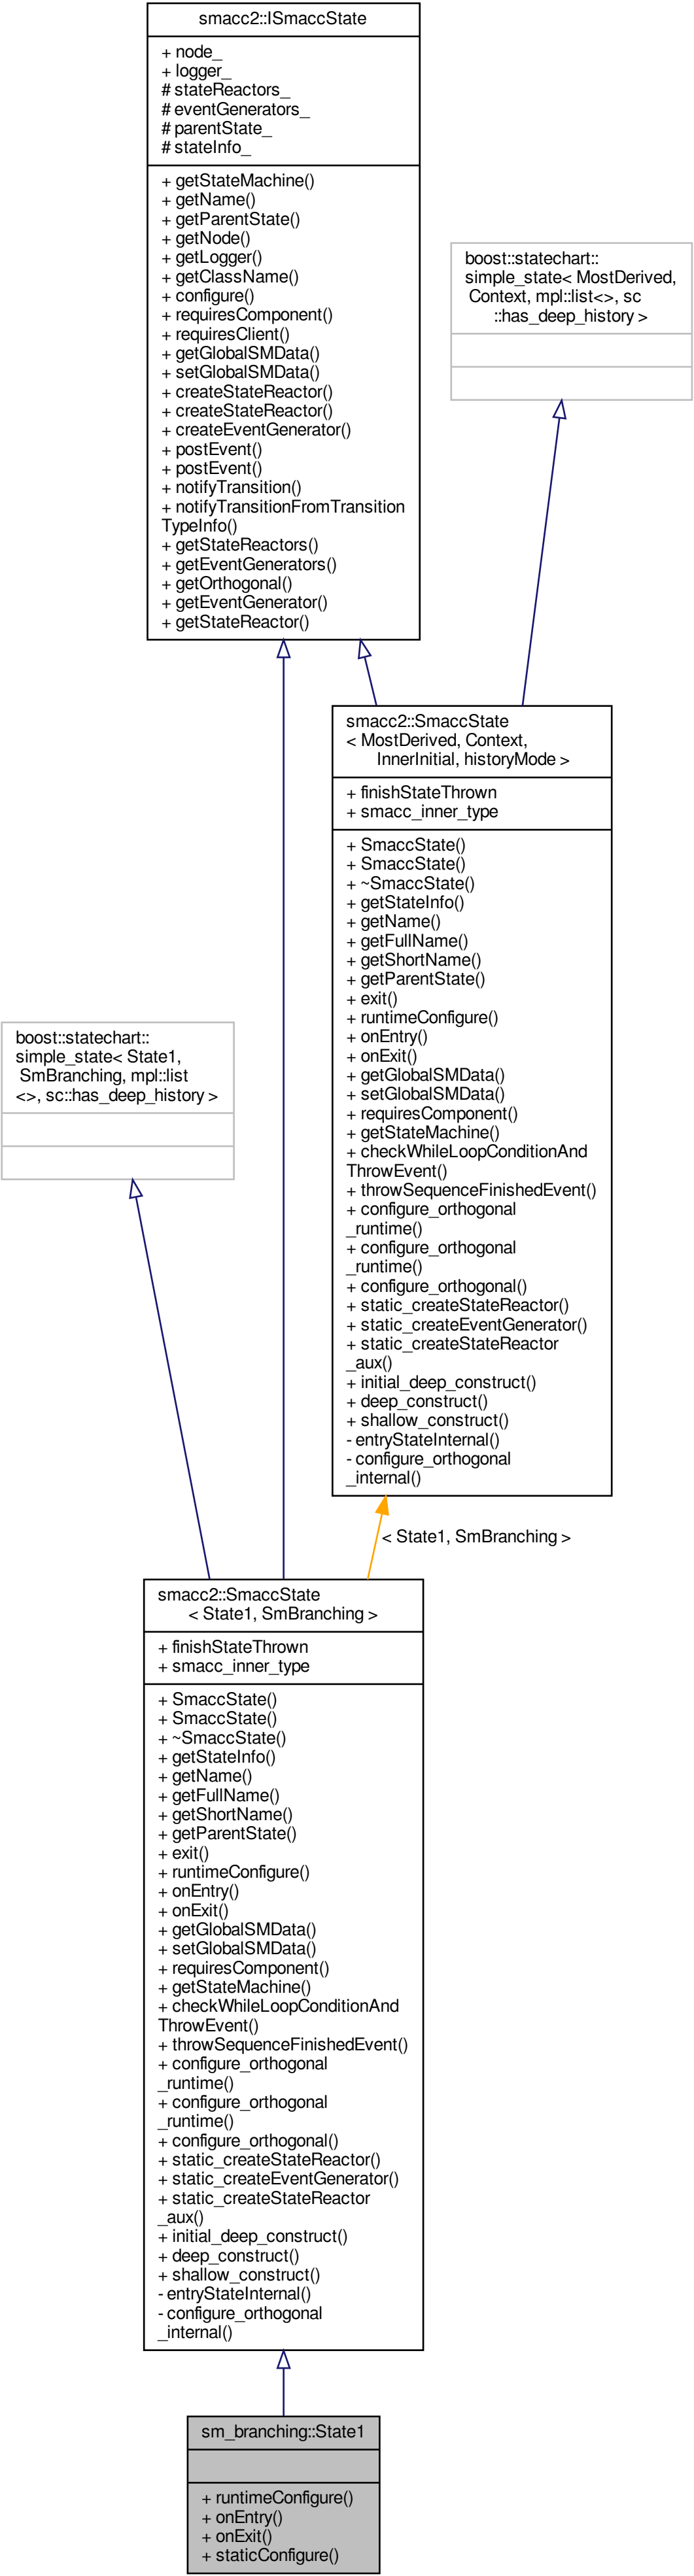 smacc2::ISmaccState
+ node_
+ logger_
# stateReactors_
# eventGenerators_
# parentState_
# stateInfo_
+ getStateMachine()
+ getName()
+ getParentState()
+ getNode()
+ getLogger()
+ getClassName()
+ configure()
+ requiresComponent()
+ requiresClient()
+ getGlobalSMData()
+ setGlobalSMData()
+ createStateReactor()
+ createStateReactor()
+ createEventGenerator()
+ postEvent()
+ postEvent()
+ notifyTransition()
+ notifyTransitionFromTransition
TypeInfo()
+ getStateReactors()
+ getEventGenerators()
+ getOrthogonal()
+ getEventGenerator()
+ getStateReactor()
boost::statechart::
simple_state< MostDerived,
Context, mpl::list<>, sc
::has_deep_history >
smacc2::SmaccState
< MostDerived, Context,
InnerInitial, historyMode >
+ finishStateThrown
+ smacc_inner_type
+ SmaccState()
+ SmaccState()
+ ~SmaccState()
+ getStateInfo()
+ getName()
+ getFullName()
+ getShortName()
+ getParentState()
+ exit()
+ runtimeConfigure()
+ onEntry()
+ onExit()
+ getGlobalSMData()
+ setGlobalSMData()
+ requiresComponent()
+ getStateMachine()
+ checkWhileLoopConditionAnd
ThrowEvent()
+ throwSequenceFinishedEvent()
+ configure_orthogonal
_runtime()
+ configure_orthogonal
_runtime()
+ configure_orthogonal()
+ static_createStateReactor()
+ static_createEventGenerator()
+ static_createStateReactor
_aux()
+ initial_deep_construct()
+ deep_construct()
+ shallow_construct()
- entryStateInternal()
- configure_orthogonal
_internal()
boost::statechart::
simple_state< State1,
SmBranching, mpl::list
<>, sc::has_deep_history >
< State1, SmBranching >
smacc2::SmaccState
< State1, SmBranching >
+ finishStateThrown
+ smacc_inner_type
+ SmaccState()
+ SmaccState()
+ ~SmaccState()
+ getStateInfo()
+ getName()
+ getFullName()
+ getShortName()
+ getParentState()
+ exit()
+ runtimeConfigure()
+ onEntry()
+ onExit()
+ getGlobalSMData()
+ setGlobalSMData()
+ requiresComponent()
+ getStateMachine()
+ checkWhileLoopConditionAnd
ThrowEvent()
+ throwSequenceFinishedEvent()
+ configure_orthogonal
_runtime()
+ configure_orthogonal
_runtime()
+ configure_orthogonal()
+ static_createStateReactor()
+ static_createEventGenerator()
+ static_createStateReactor
_aux()
+ initial_deep_construct()
+ deep_construct()
+ shallow_construct()
- entryStateInternal()
- configure_orthogonal
_internal()
sm_branching::State1
+ runtimeConfigure()
+ onEntry()
+ onExit()
+ staticConfigure()